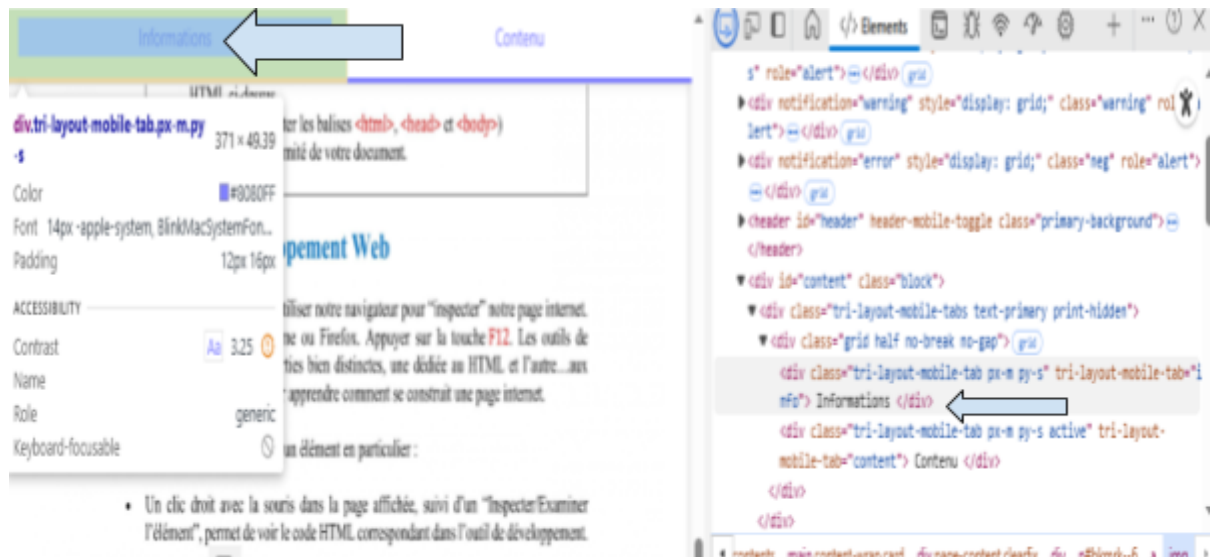 Informations
Contenu
HTML ci-dessus
ter les balises <html>, <head> et <body>)
mité de votre document.
div.tri-layout-mobile-tab.px-m.py
-s
371 × 49.39
Color #8080FF
Font 14px -apple-system, BlinkMacSystemFon...
Padding 12px 16px
ACCESSIBILITY
Contrast Aa 3.25
Name
Role generic
Keyboard-focusable
ppement Web
tiliser notre navigateur pour “inspecter” notre page internet.
ne ou Firefox. Appuyer sur la touche F12. Les outils de
ties bien distinctes, une dédiée au HTML et l’autre…aux
r apprendre comment se construit une page internet.
un élément en particulier :
• Un clic droit avec la souris dans la page affichée, suivi d’un “Inspecter/Examiner
l’élément”, permet de voir le code HTML correspondant dans l’outil de développement.
Elements
s" role="alert"></div> grid
<div notification="warning" style="display: grid;" class="warning" rol
lert"></div> grid
<div notification="error" style="display: grid;" class="neg" role="alert">
</div> grid
<header id="header" header-mobile-toggle class="primary-background">
</header>
<div id="content" class="block">
<div class="tri-layout-mobile-tabs text-primary print-hidden">
<div class="grid half no-break no-gap"> grid
<div class="tri-layout-mobile-tab px-m py-s" tri-layout-mobile-tab="i
nfo"> Informations </div>
<div class="tri-layout-mobile-tab px-m py-s active" tri-layout-
mobile-tab="content"> Contenu </div>
</div>
</div>